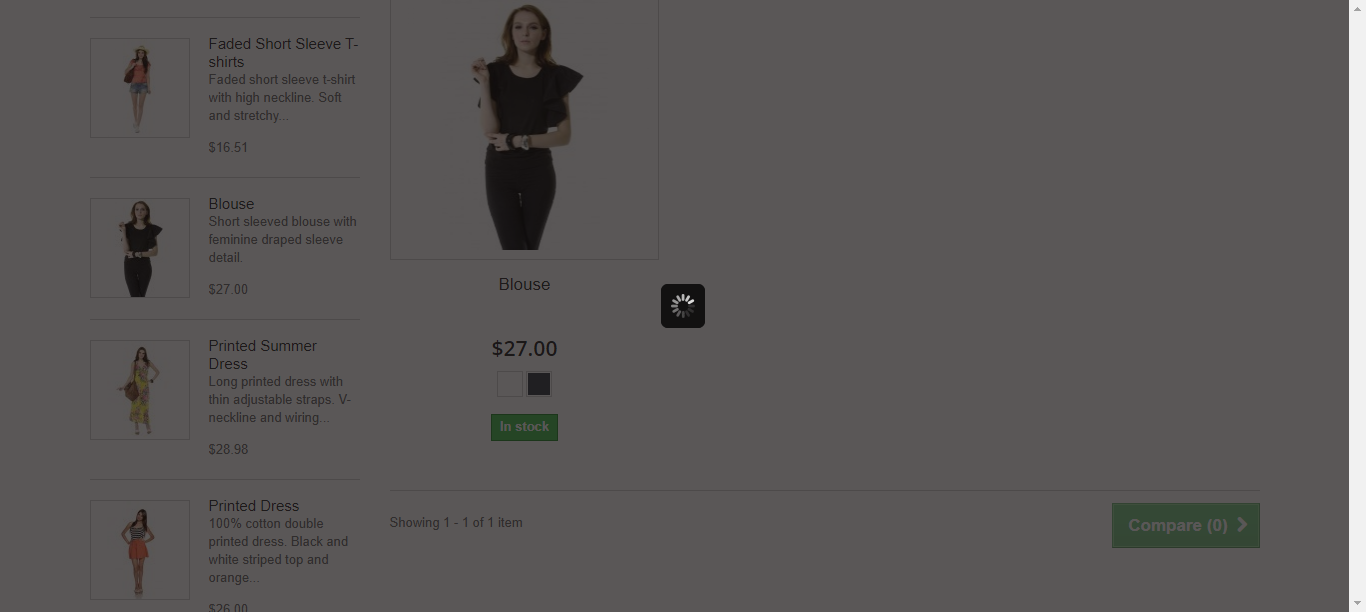 Faded Short Sleeve T-
shirts
Faded short sleeve t-shirt
with high neckline. Soft
and stretchy...
$16.51
Blouse
Short sleeved blouse with
feminine draped sleeve
detail.
$27.00
Printed Summer
Dress
Long printed dress with
thin adjustable straps. V-
neckline and wiring...
$28.98
Printed Dress
100% cotton double
printed dress. Black and
white striped top and
orange...
$26.00
Blouse
$27.00
In stock
Showing 1 - 1 of 1 item
Compare (0)